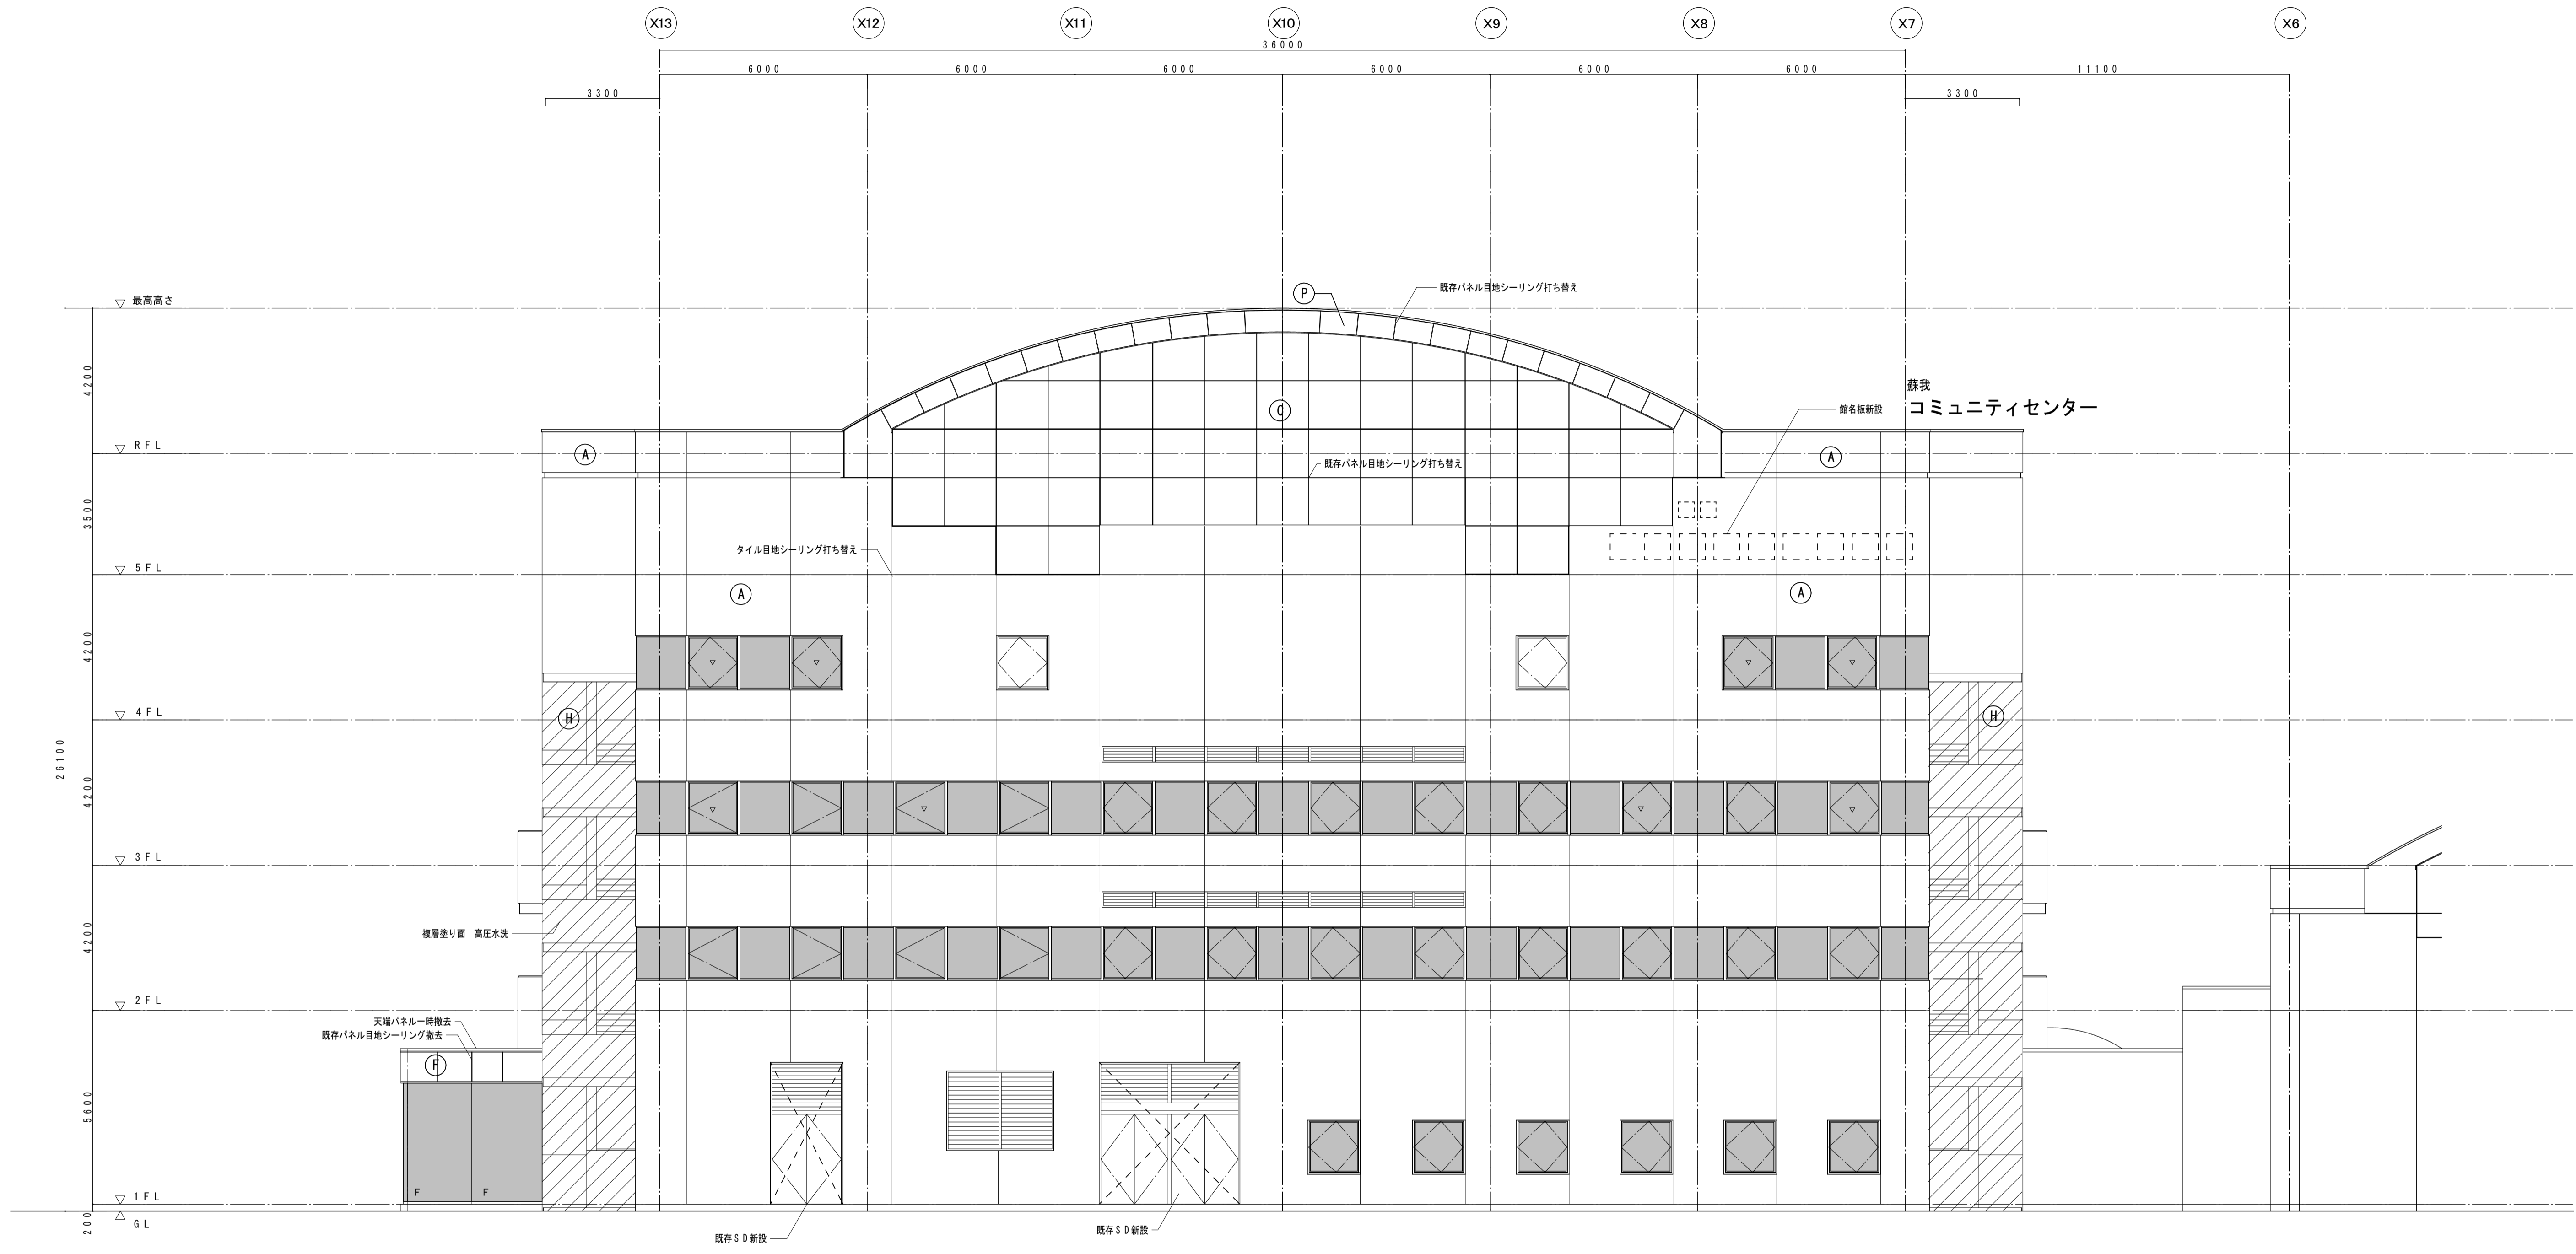 X13 X12 X11 X10 X9 X8 X7 X6
36000
6000 6000 6000 6000 6000 6000 11100
3300 3300
最高高さ
P
既存パネル目地シーリング打ち替え
4200
C
蘇我
館名板新設
コミュニティセンター
RFL
A
A
既存パネル目地シーリング打ち替え
3500
タイル目地シーリング打ち替え
5FL
A
A
4200
4FL
H
H
26100
4200
3FL
複層塗り面 高圧水洗
4200
2FL
天端パネル一時撤去
既存パネル目地シーリング撤去
F
5600
F F
1FL
GL
200
既存SD新設
既存SD新設